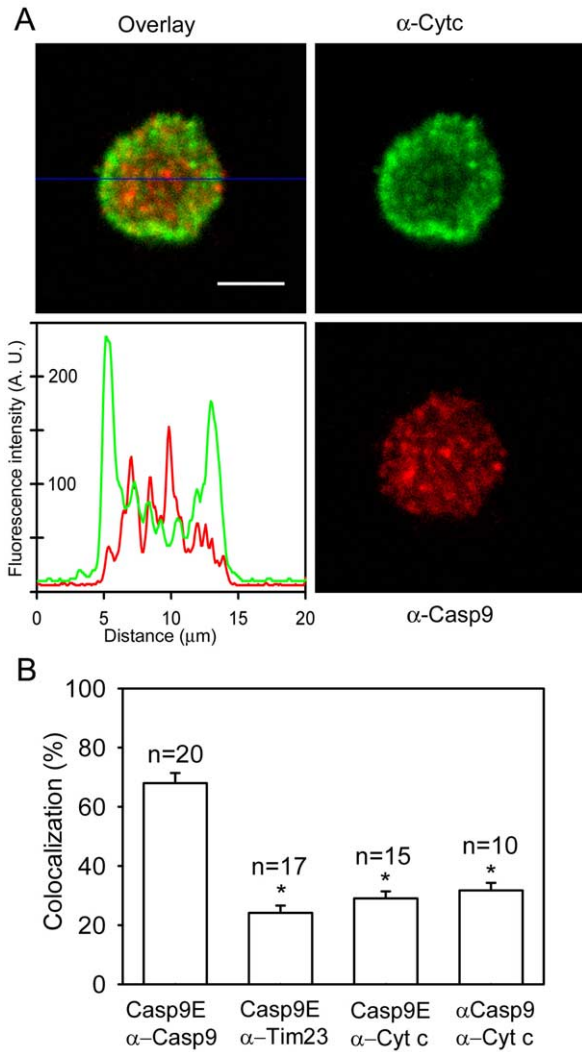 A
Overlay
α-Cytc
Fluorescence intensity (A. U.)
200
100
0
5
10
15
20
Distance (μm)
α-Casp9
B
Colocalization (%)
100
80
60
40
20
0
n=20
n=17
*
n=15
*
n=10
*
Casp9E
α–Casp9
Casp9E
α–Tim23
Casp9E
α–Cyt c
αCasp9
α–Cyt c